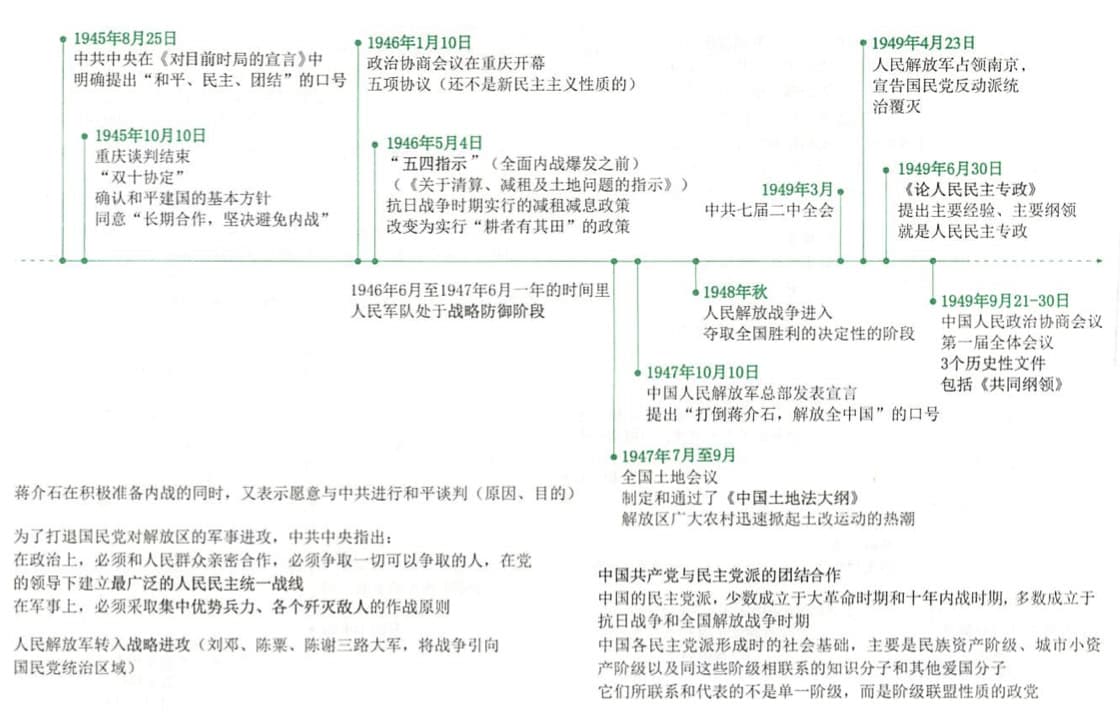 1945年8月25日
中共中央在《对目前时局的宣言》中
明确提出“和平、民主、团结”的口号
1945年10月10日
重庆谈判结束
“双十协定”
确认和平建国的基本方针
同意“长期合作，坚决避免内战”
1946年1月10日
政治协商会议在重庆开幕
五项协议（还不是新民主主义性质的）
1946年5月4日
“五四指示”（全面内战爆发之前）
（《关于清算、减租及土地问题的指示》）
抗日战争时期实行的减租减息政策
改变为实行“耕者有其田”的政策
1949年3月
中共七届二中全会
1949年4月23日
人民解放军占领南京，
宣告国民党反动派统
治覆灭
1949年6月30日
《论人民民主专政》
提出主要经验、主要纲领
就是人民民主专政
1946年6月至1947年6月一年的时间里
人民军队处于战略防御阶段
1948年秋
人民解放战争进入
夺取全国胜利的决定性的阶段
1949年9月21-30日
中国人民政治协商会议
第一届全体会议
3个历史性文件
包括《共同纲领》
1947年10月10日
中国人民解放军总部发表宣言
提出“打倒蒋介石，解放全中国”的口号
1947年7月至9月
全国土地会议
制定和通过了《中国土地法大纲》
解放区广大农村迅速掀起土改运动的热潮
蒋介石在积极准备内战的同时，又表示愿意与中共进行和平谈判（原因、目的）
为了打退国民党对解放区的军事进攻，中共中央指出：
在政治上，必须和人民群众亲密合作，必须争取一切可以争取的人，在党
的领导下建立最广泛的人民民主统一战线
在军事上，必须采取集中优势兵力、各个歼灭敌人的作战原则
人民解放军转入战略进攻（刘邓、陈粟、陈谢三路大军，将战争引向
国民党统治区域）
中国共产党与民主党派的团结合作
中国的民主党派，少数成立于大革命时期和十年内战时期，多数成立于
抗日战争和全国解放战争时期
中国各民主党派形成时的社会基础，主要是民族资产阶级、城市小资
产阶级以及同这些阶级相联系的知识分子和其他爱国分子
它们所联系和代表的不是单一阶级，而是阶级联盟性质的政党